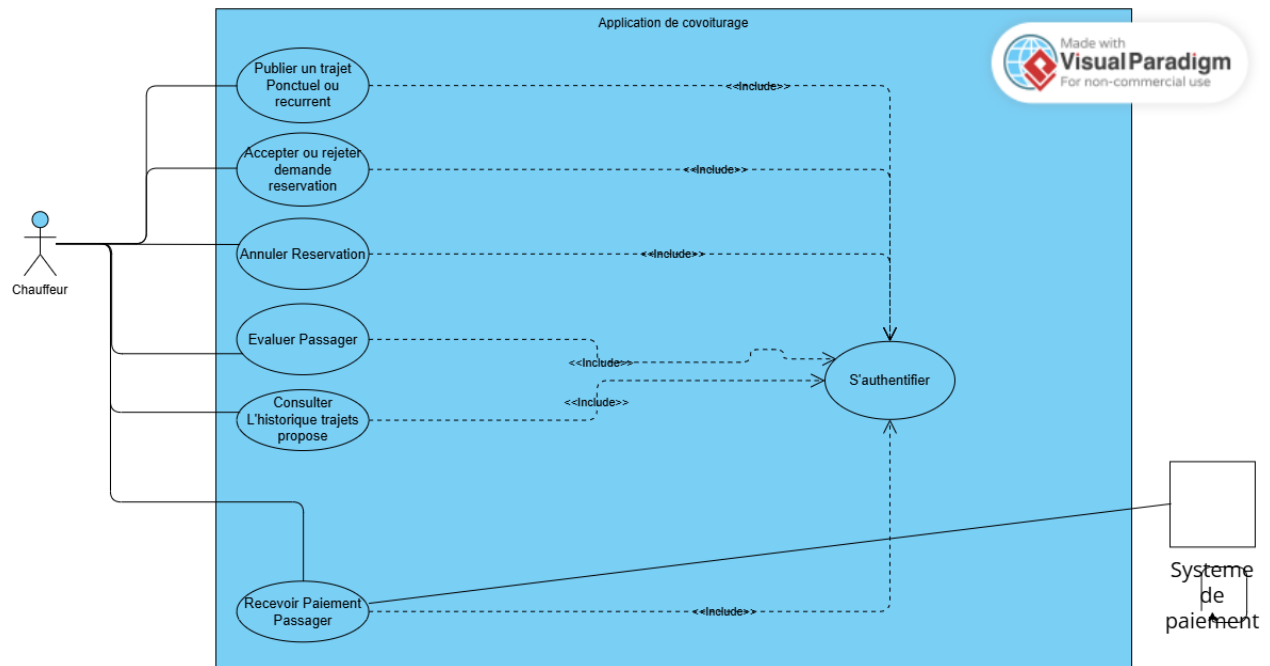 Application de covoiturage
Made with
Visual Paradigm
For non-commercial use
Publier un trajet
Ponctuel ou
recurrent
<<Include>>
Accepter ou rejeter
demande
reservation
<<Include>>
Chauffeur
Annuler Reservation
<<Include>>
Evaluer Passager
<<Include>>
S'authentifier
Consulter
L'historique trajets
propose
<<Include>>
Systeme
de
paiement
Recevoir Paiement
Passager
<<Include>>